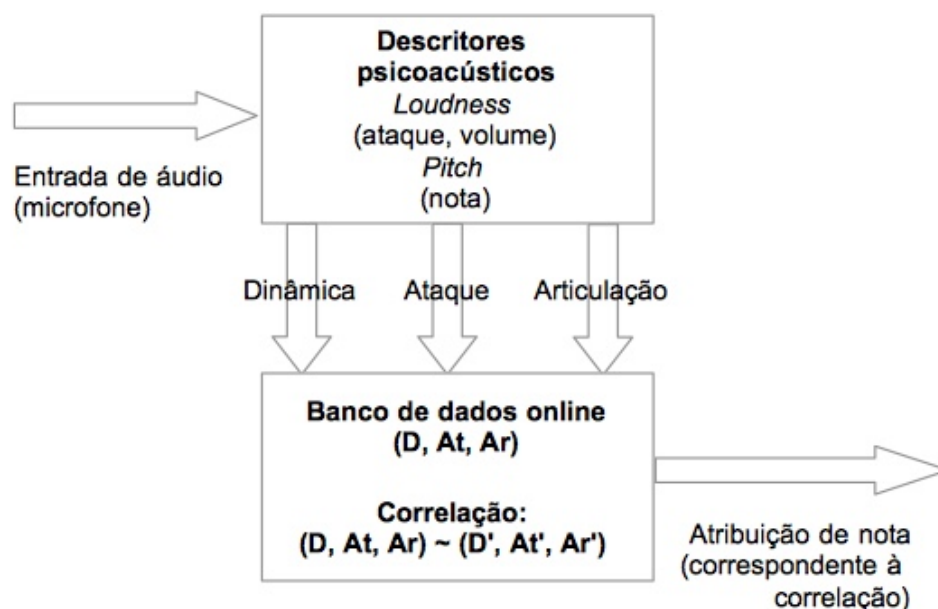 Descritores
psicoacústicos
Loudness
(ataque, volume)
Pitch
(nota)
Entrada de áudio
(microfone)
Dinâmica
Ataque
Articulação
Banco de dados online
(D, At, Ar)
Correlação:
(D, At, Ar) ~ (D', At', Ar')
Atribuição de nota
(correspondente à
correlação)